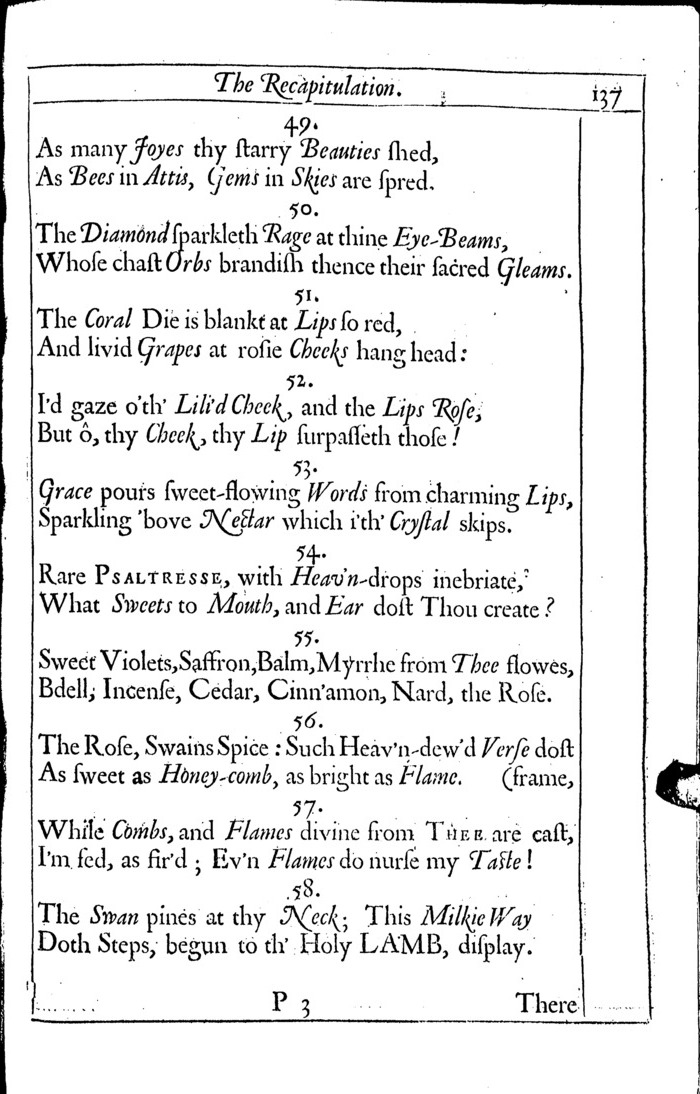 The Recapitulation. 137
49.
As many Joyes thy ſtarry Beauties ſhed,
As Bees in Attis, Gems in Skies are ſpred.
50.
The Diamond ſparkleth Rage at thine Eye-Beams,
Whoſe chaſt Orbs brandiſh thence their ſacred Gleams.
51.
The Coral Die is blankt at Lips ſo red,
And livid Grapes at roſie Cheeks hang head:
52.
I'd gaze o'th' Lili'd Cheek, and the Lips Roſe,
But ô, thy Cheek, thy Lip ſurpaſſeth thoſe!
53.
Grace pours ſweet-flowing Words from charming Lips,
Sparkling 'bove Nectar which i'th' Cryſtal skips.
54.
Rare PSALTRESSE, with Heav'n-drops inebriate,
What Sweets to Mouth, and Ear doſt Thou create?
55.
Sweet Violets, Saffron, Balm, Myrrhe from Thee flowes,
Bdell, Incenſe, Cedar, Cinn'amon, Nard, the Roſe.
56.
The Roſe, Swains Spice: Such Heav'n-dew'd Verſe doſt
As ſweet as Honey-comb, as bright as Flame. (frame,
57.
While Combs, and Flames divine from THEE are caſt,
I'm fed, as fir'd; Ev'n Flames do nurſe my Taſte!
58.
The Swan pines at thy Neck; This Milkie Way
Doth Steps, begun to th' Holy LAMB, diſplay.
P 3 There